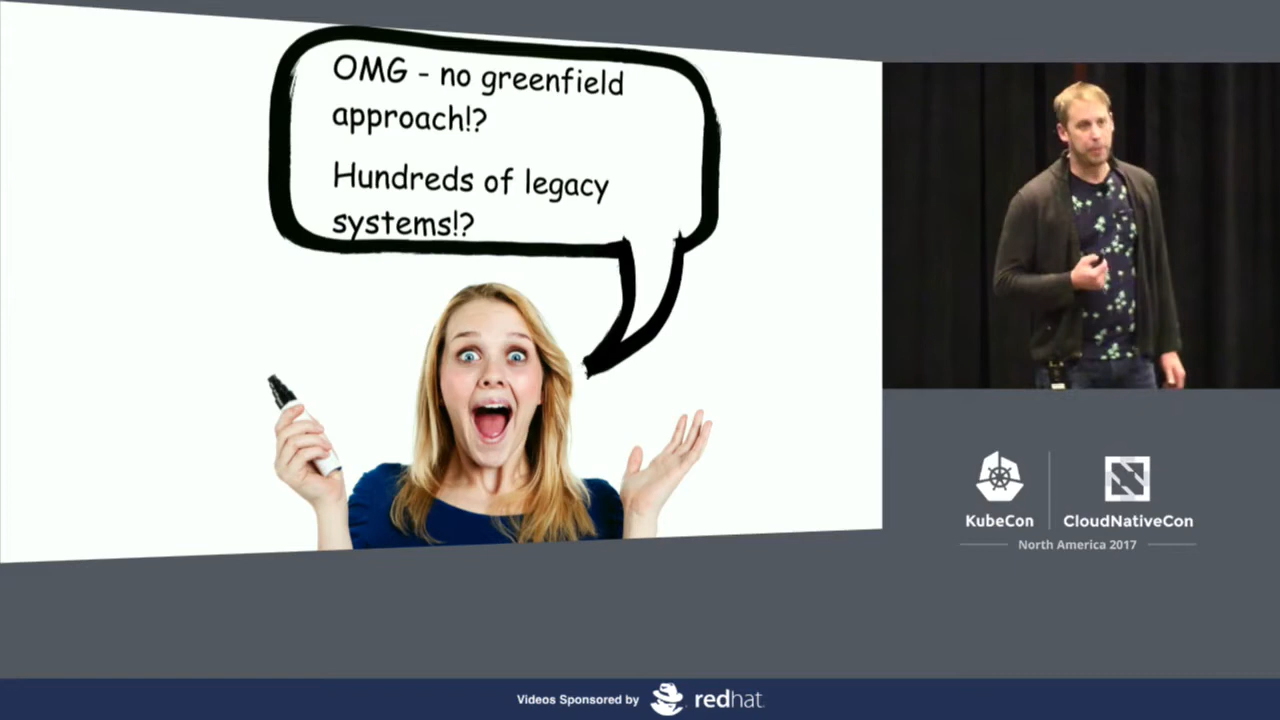 OMG - no greenfield
approach!?
Hundreds of legacy
systems!?
KubeCon
CloudNativeCon
North America 2017
Videos Sponsored by
redhat